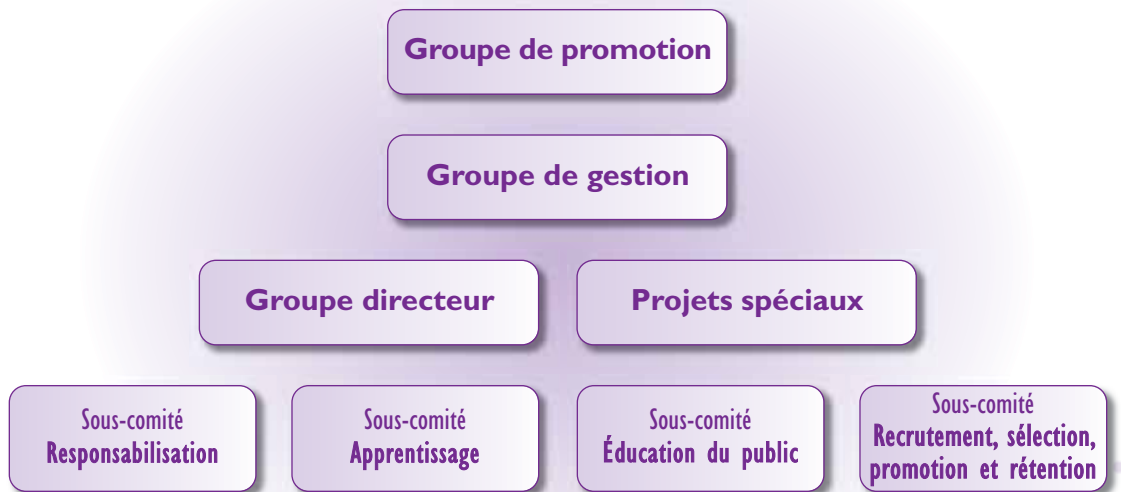 Groupe de promotion
Groupe de gestion
Groupe directeur
Projets spéciaux
Sous-comité
Responsabilisation
Sous-comité
Apprentissage
Sous-comité
Éducation du public
Sous-comité
Recrutement, sélection,
promotion et rétention